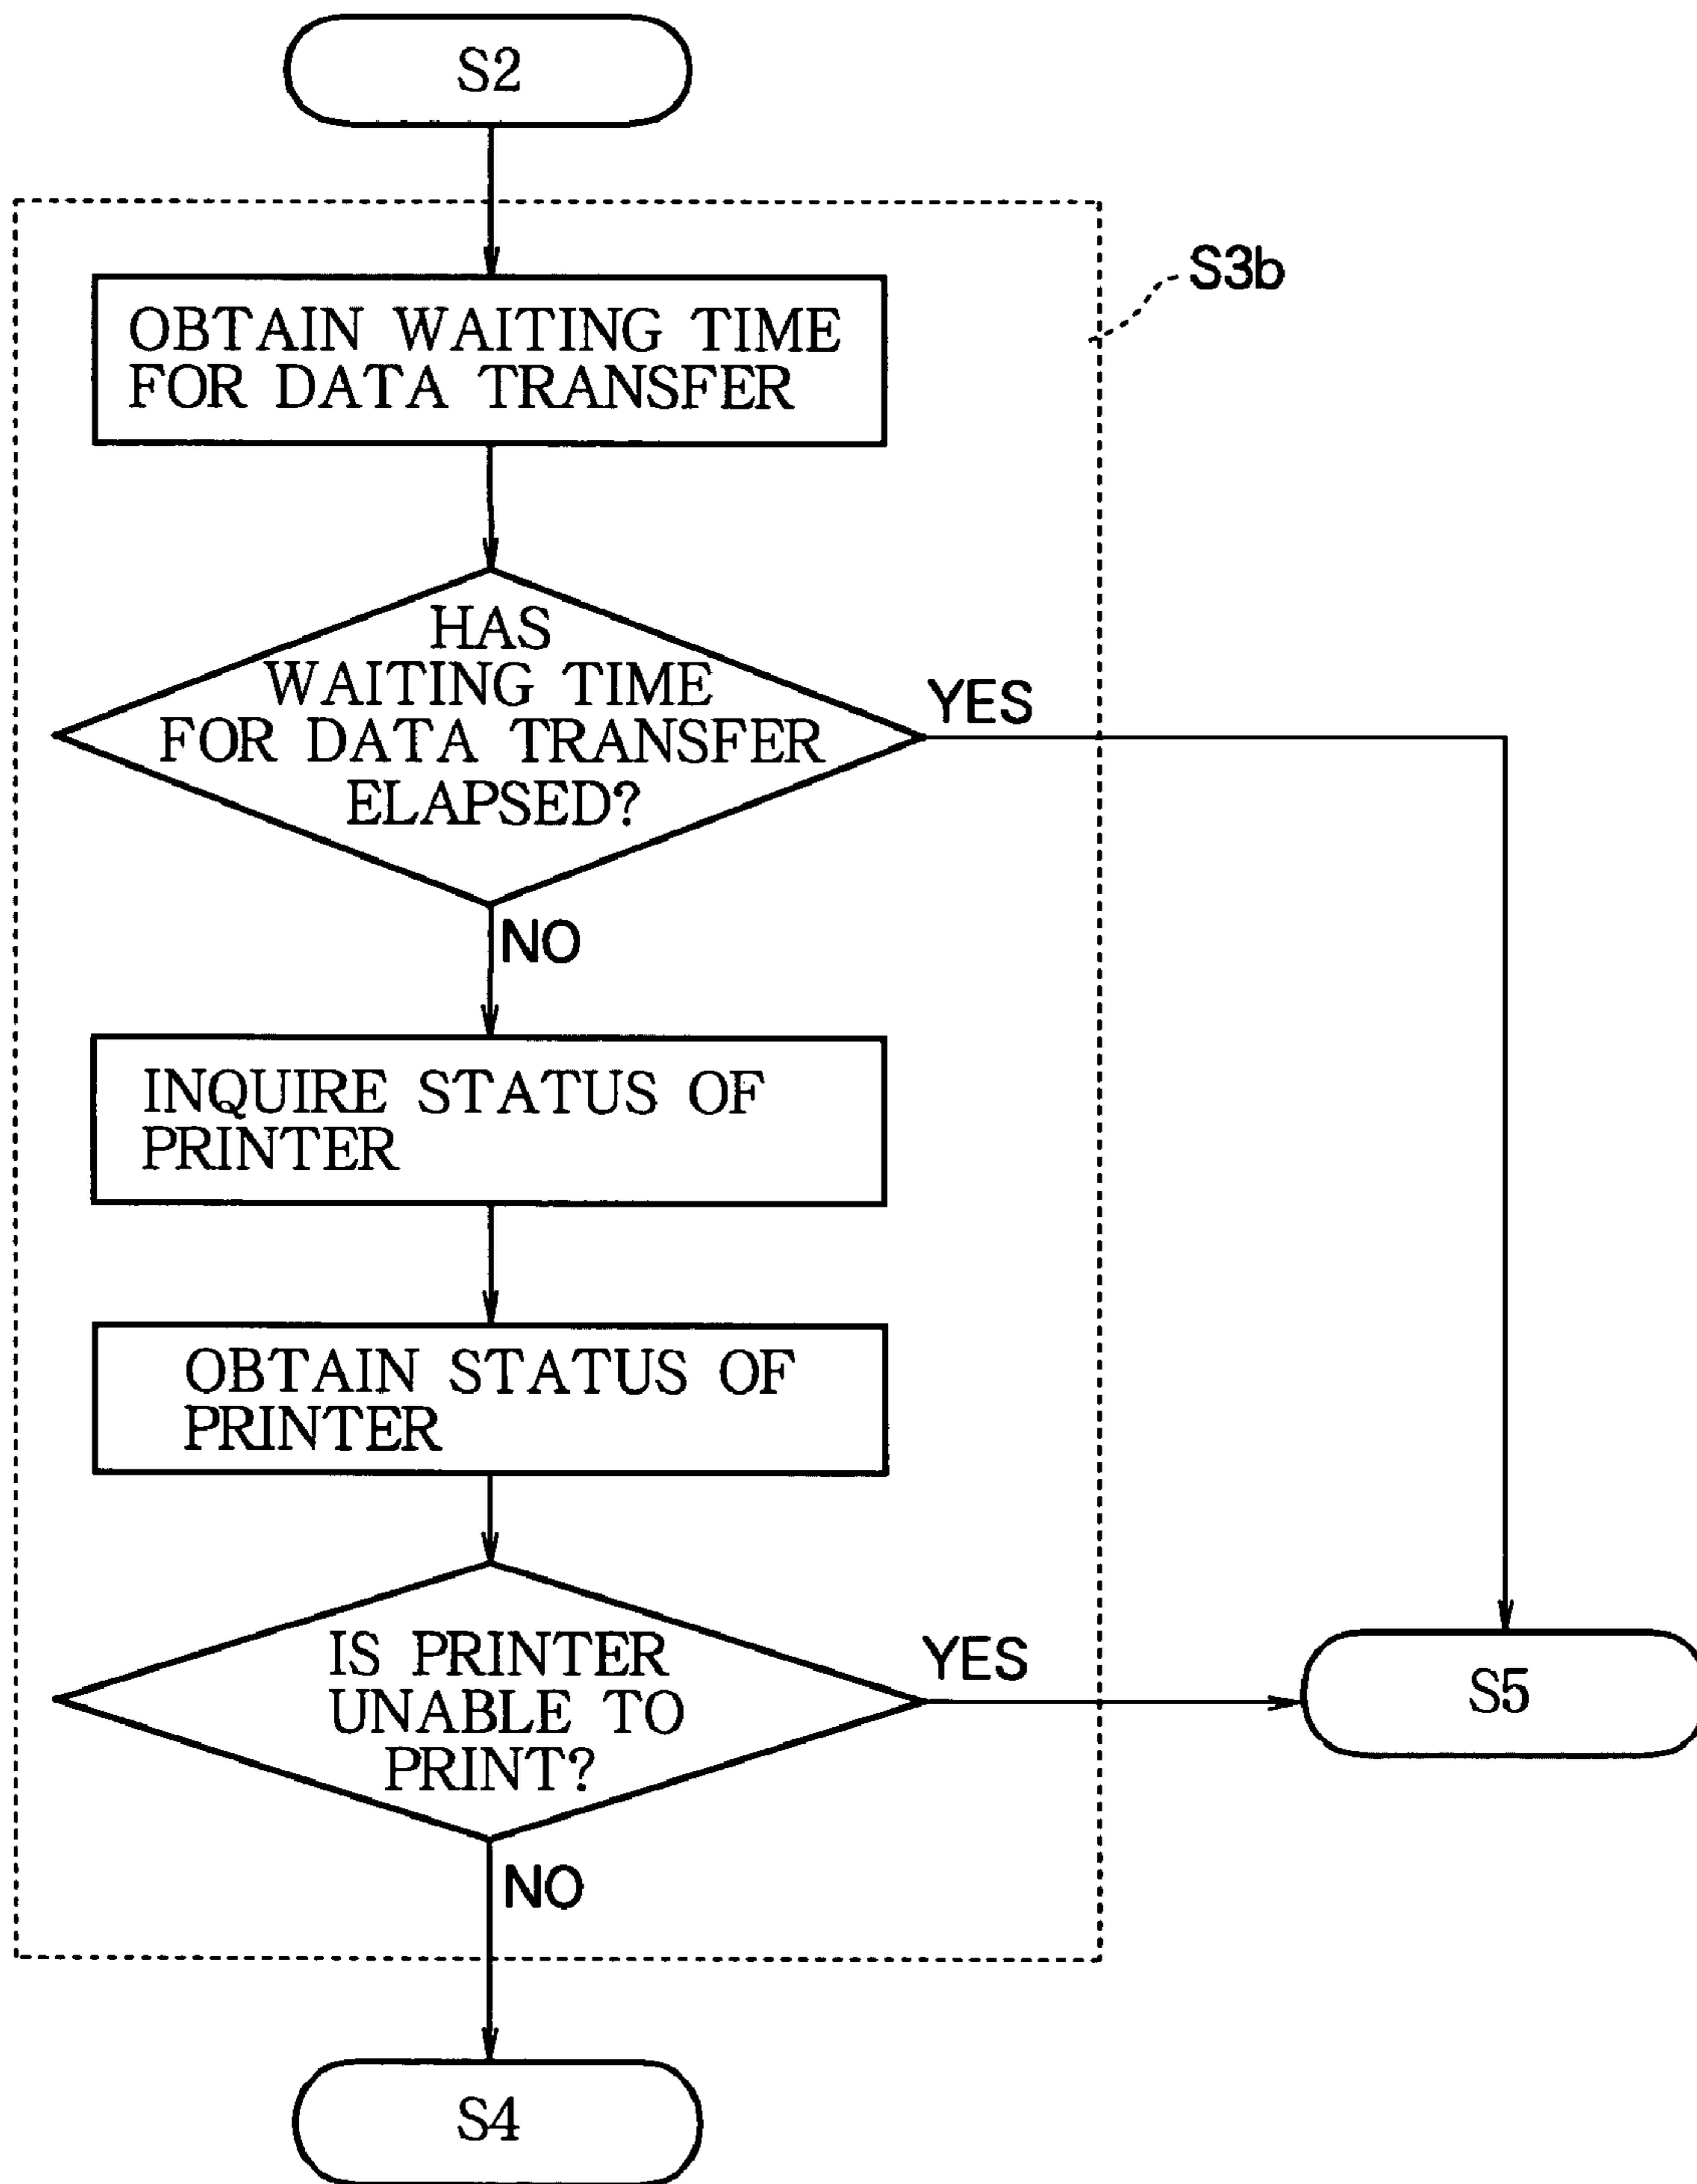 S2
S3b
OBTAIN WAITING TIME
FOR DATA TRANSFER
HAS
WAITING TIME
FOR DATA TRANSFER
ELAPSED?
YES
NO
INQUIRE STATUS OF
PRINTER
OBTAIN STATUS OF
PRINTER
IS PRINTER
UNABLE TO
PRINT?
YES
S5
NO
S4